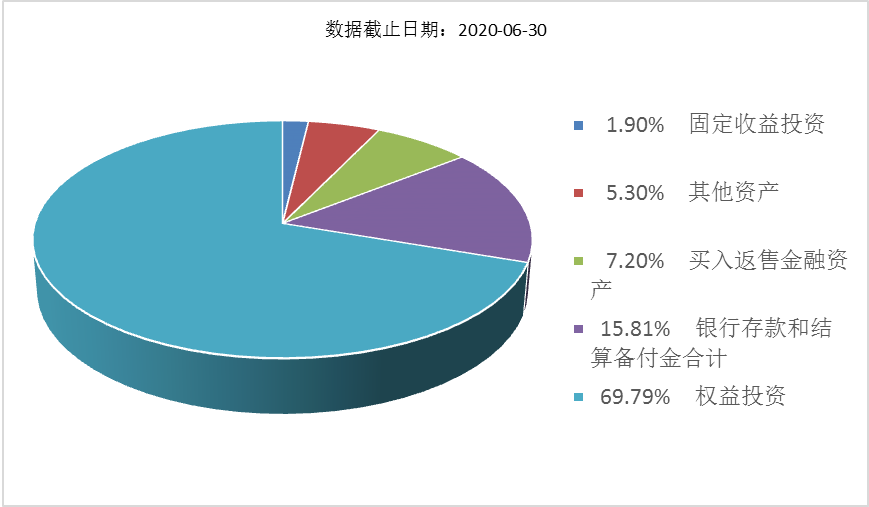 数据截止日期：2020-06-30
1.90% 固定收益投资
5.30% 其他资产
7.20% 买入返售金融资
产
15.81% 银行存款和结
算备付金合计
69.79% 权益投资